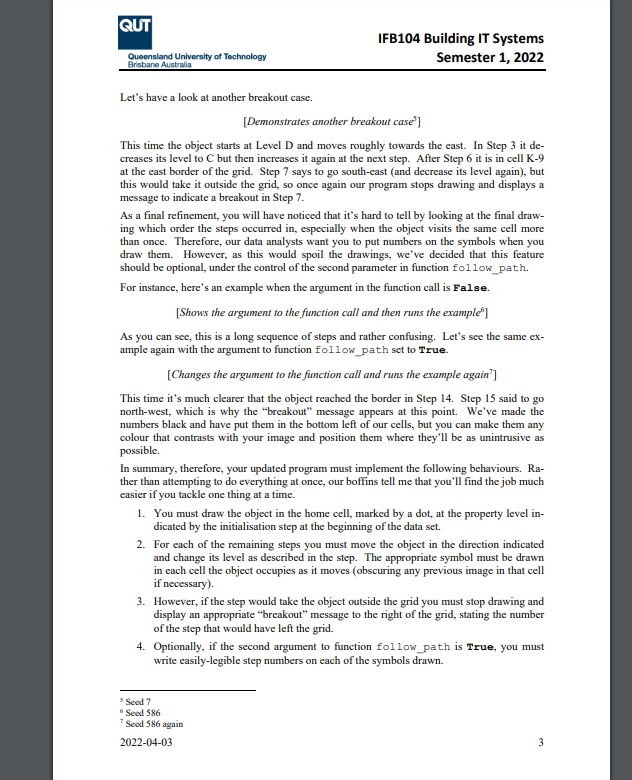 QUT
Queensland University of Technology
Brisbane Australia
IFB104 Building IT Systems
Semester 1, 2022
Let's have a look at another breakout case.
[Demonstrates another breakout case⁵]
This time the object starts at Level D and moves roughly towards the east. In Step 3 it de-
creases its level to C but then increases it again at the next step. After Step 6 it is in cell K-9
at the east border of the grid. Step 7 says to go south-east (and decrease its level again), but
this would take it outside the grid, so once again our program stops drawing and displays a
message to indicate a breakout in Step 7.
As a final refinement, you will have noticed that it's hard to tell by looking at the final draw-
ing which order the steps occurred in, especially when the object visits the same cell more
than once. Therefore, our data analysts want you to put numbers on the symbols when you
draw them. However, as this would spoil the drawings, we've decided that this feature
should be optional, under the control of the second parameter in function follow_path.
For instance, here's an example when the argument in the function call is False.
[Shows the argument to the function call and then runs the example⁶]
As you can see, this is a long sequence of steps and rather confusing. Let's see the same ex-
ample again with the argument to function follow_path set to True.
[Changes the argument to the function call and runs the example again⁷]
This time it's much clearer that the object reached the border in Step 14. Step 15 said to go
north-west, which is why the “breakout” message appears at this point. We've made the
numbers black and have put them in the bottom left of our cells, but you can make them any
colour that contrasts with your image and position them where they'll be as unintrusive as
possible.
In summary, therefore, your updated program must implement the following behaviours. Ra-
ther than attempting to do everything at once, our boffins tell me that you'll find the job much
easier if you tackle one thing at a time.
1. You must draw the object in the home cell, marked by a dot, at the property level in-
dicated by the initialisation step at the beginning of the data set.
2. For each of the remaining steps you must move the object in the direction indicated
and change its level as described in the step. The appropriate symbol must be drawn
in each cell the object occupies as it moves (obscuring any previous image in that cell
if necessary).
3. However, if the step would take the object outside the grid you must stop drawing and
display an appropriate “breakout” message to the right of the grid, stating the number
of the step that would have left the grid.
4. Optionally, if the second argument to function follow_path is True, you must
write easily-legible step numbers on each of the symbols drawn.
⁵ Seed 7
⁶ Seed 586
⁷ Seed 586 again
2022-04-03
3